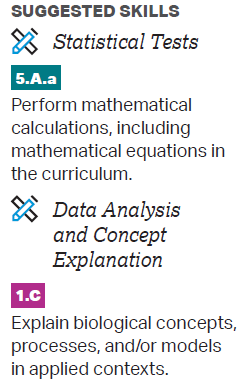 SUGGESTED SKILLS
Statistical Tests
5.A.a
Perform mathematical
calculations, including
mathematical equations in
the curriculum.
Data Analysis
and Concept
Explanation
1.C
Explain biological concepts,
processes, and/or models
in applied contexts.